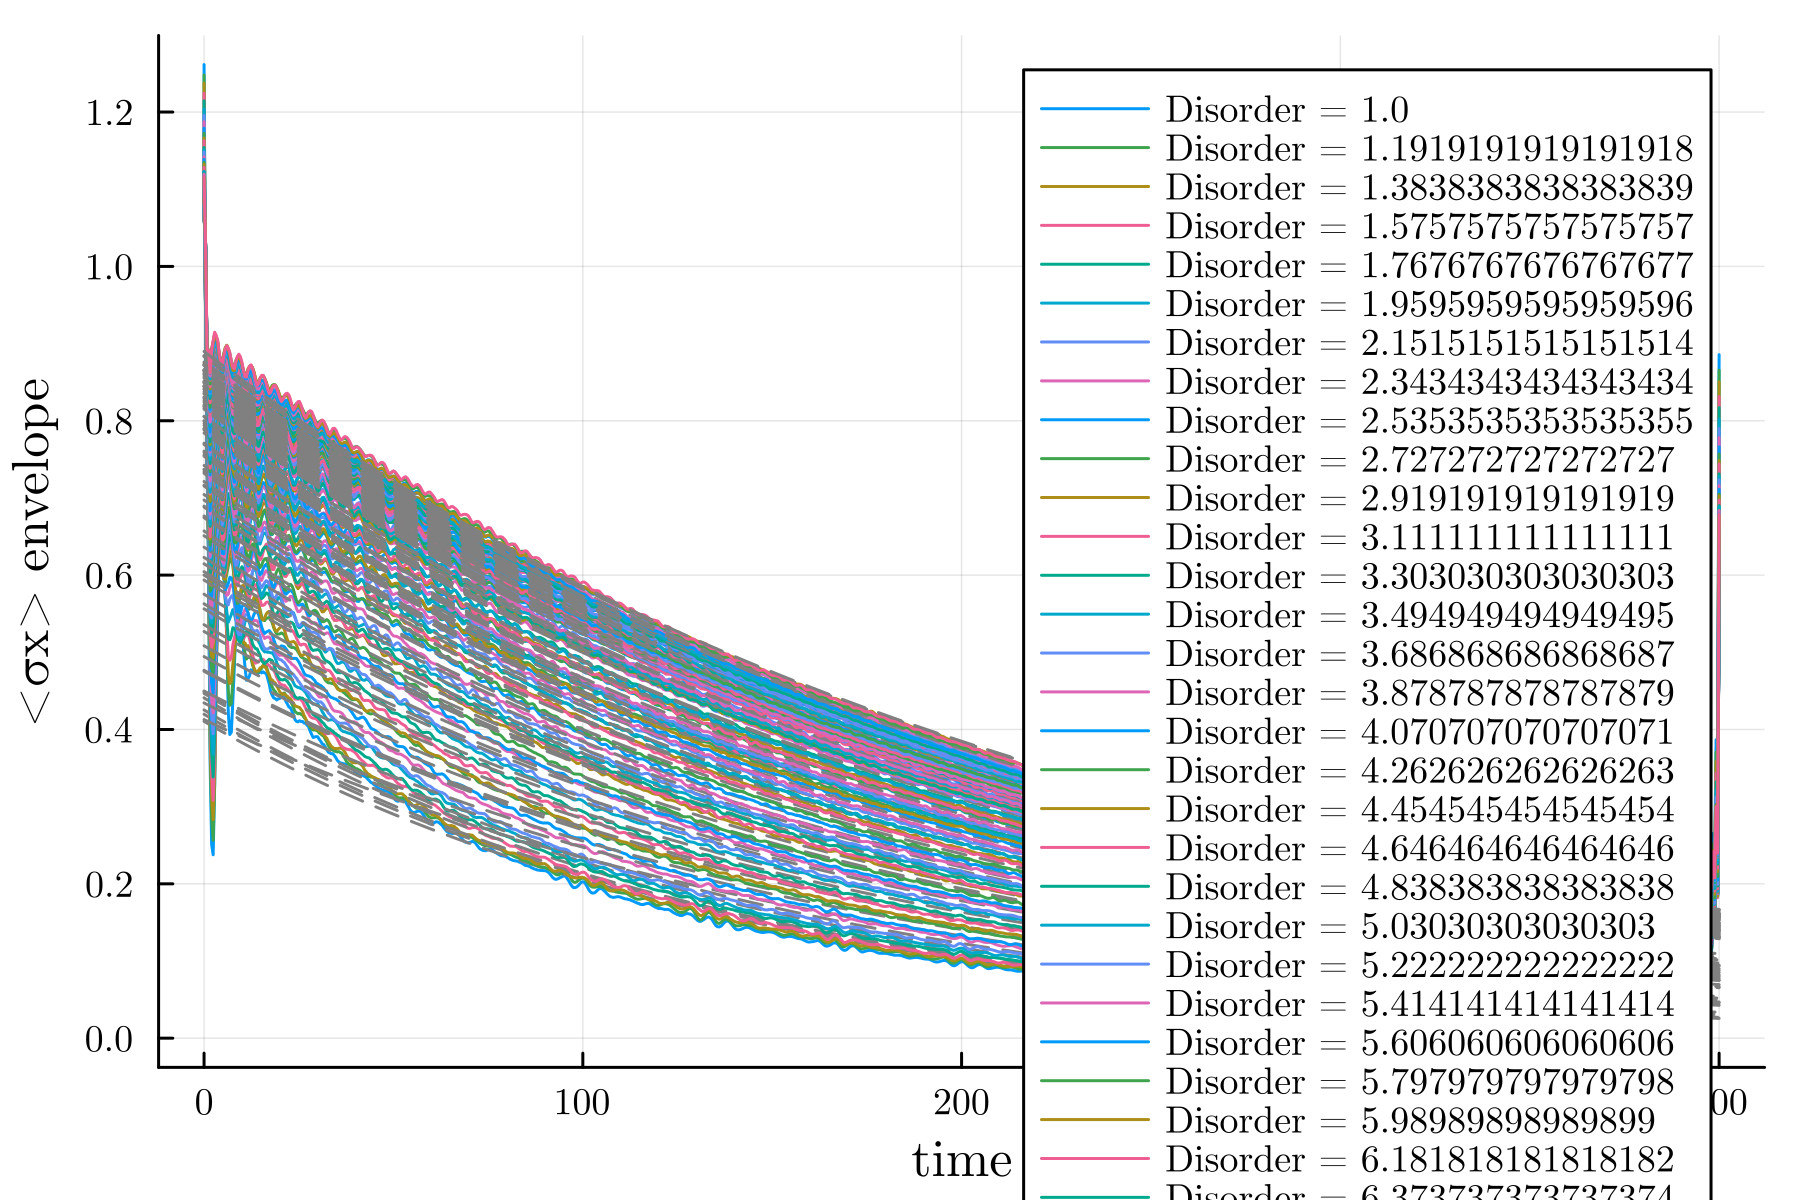 <σx> envelope
1.2
1.0
0.8
0.6
0.4
0.2
0.0
0
100
200
00
time
Disorder = 1.0
Disorder = 1.1919191919191918
Disorder = 1.3838383838383839
Disorder = 1.5757575757575757
Disorder = 1.7676767676767677
Disorder = 1.9595959595959596
Disorder = 2.1515151515151514
Disorder = 2.3434343434343434
Disorder = 2.5353535353535355
Disorder = 2.727272727272727
Disorder = 2.919191919191919
Disorder = 3.111111111111111
Disorder = 3.303030303030303
Disorder = 3.494949494949495
Disorder = 3.686868686868687
Disorder = 3.878787878787879
Disorder = 4.070707070707071
Disorder = 4.262626262626263
Disorder = 4.454545454545454
Disorder = 4.646464646464646
Disorder = 4.838383838383838
Disorder = 5.03030303030303
Disorder = 5.222222222222222
Disorder = 5.414141414141414
Disorder = 5.606060606060606
Disorder = 5.797979797979798
Disorder = 5.98989898989899
Disorder = 6.181818181818182
Disorder = 6.373737373737374